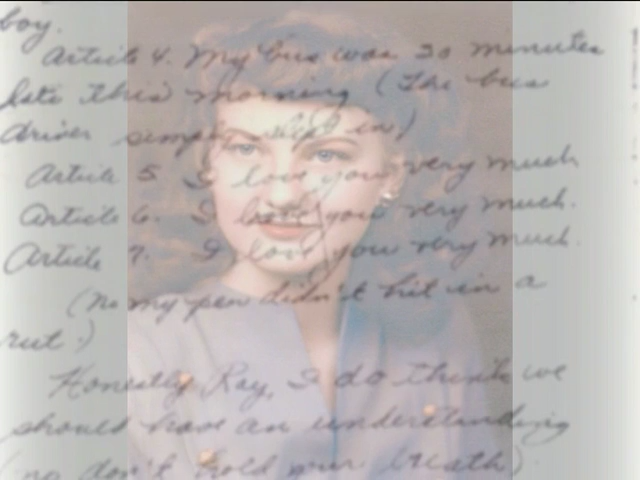 boy.
Article 4. My bus was 20 minutes
late this morning (The bus
driver simply slept in)
Article 5. I love you very much
Article 6. I love you very much.
Article 7. I love you very much.
(No my pen didn't hit in a
rut.)
Honestly Ray, I do think we
should have an understanding
(no don't hold your breath)